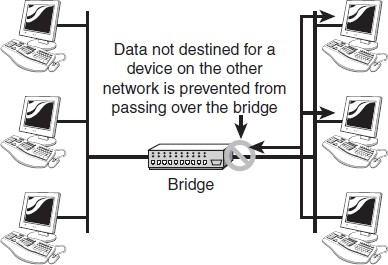 Data not destined for a
device on the other
network is prevented from
passing over the bridge
Bridge